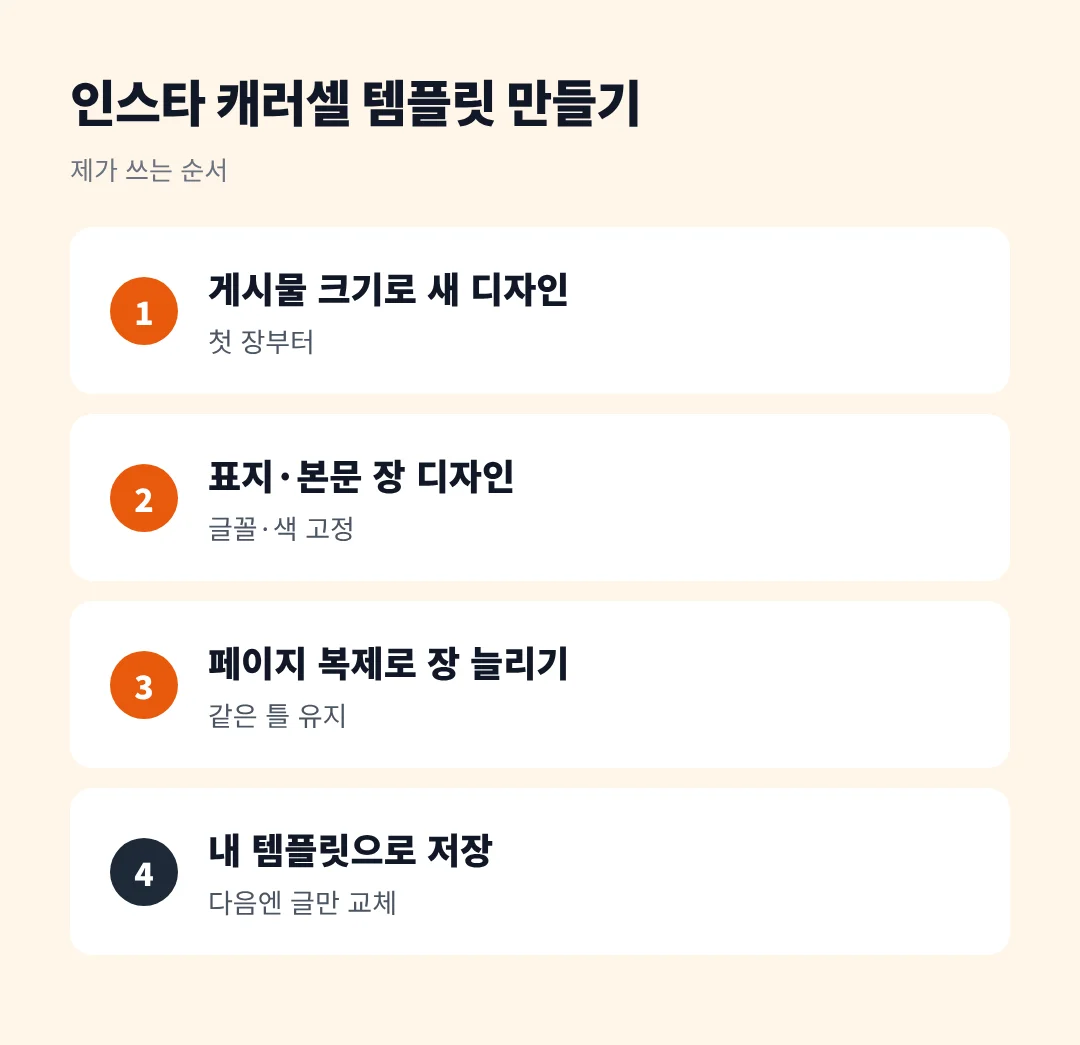 인스타 캐러셀 템플릿 만들기
제가 쓰는 순서
1
게시물 크기로 새 디자인
첫 장부터
2
표지·본문 장 디자인
글꼴·색 고정
3
페이지 복제로 장 늘리기
같은 틀 유지
4
내 템플릿으로 저장
다음엔 글만 교체